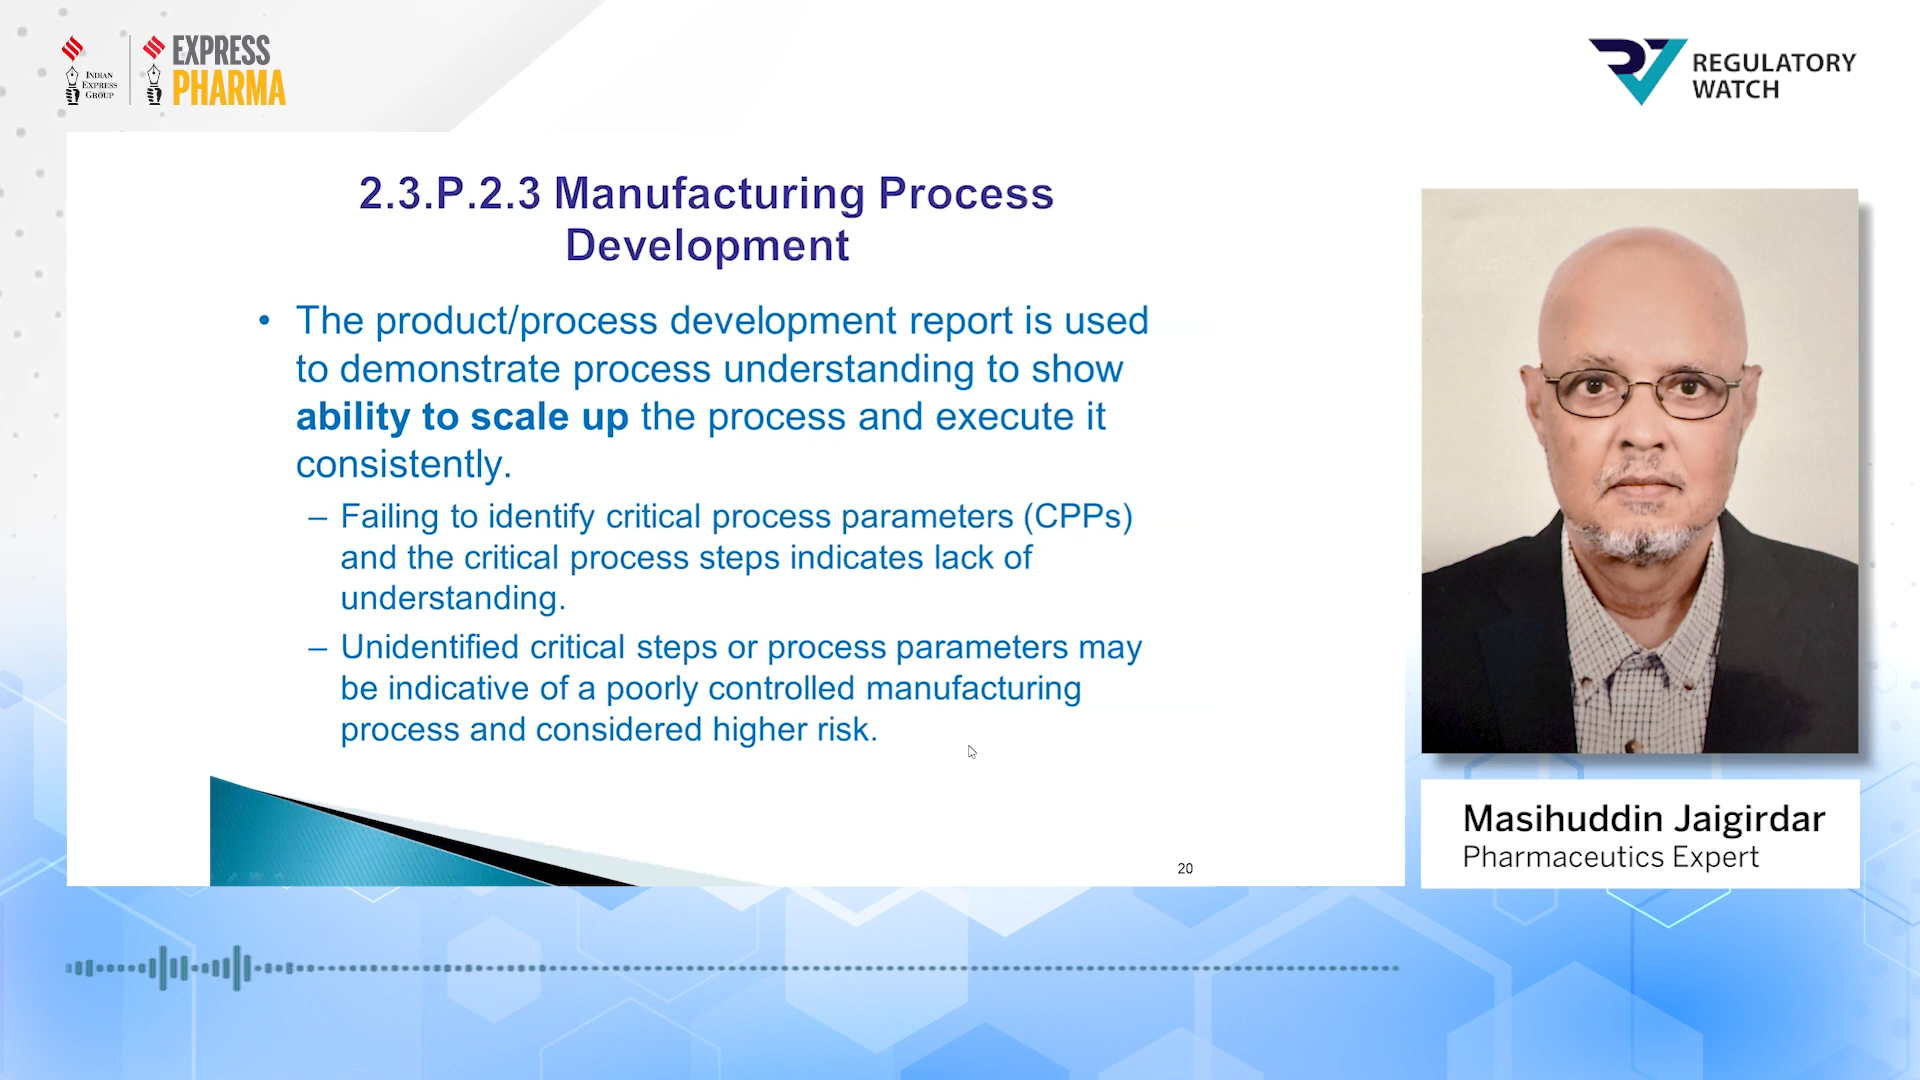 INDIAN
EXPRESS
GROUP
EXPRESS
PHARMA
REGULATORY
WATCH
2.3.P.2.3 Manufacturing Process
Development
• The product/process development report is used
to demonstrate process understanding to show
ability to scale up the process and execute it
consistently.
– Failing to identify critical process parameters (CPPs)
and the critical process steps indicates lack of
understanding.
– Unidentified critical steps or process parameters may
be indicative of a poorly controlled manufacturing
process and considered higher risk.
20
Masihuddin Jaigirdar
Pharmaceutics Expert